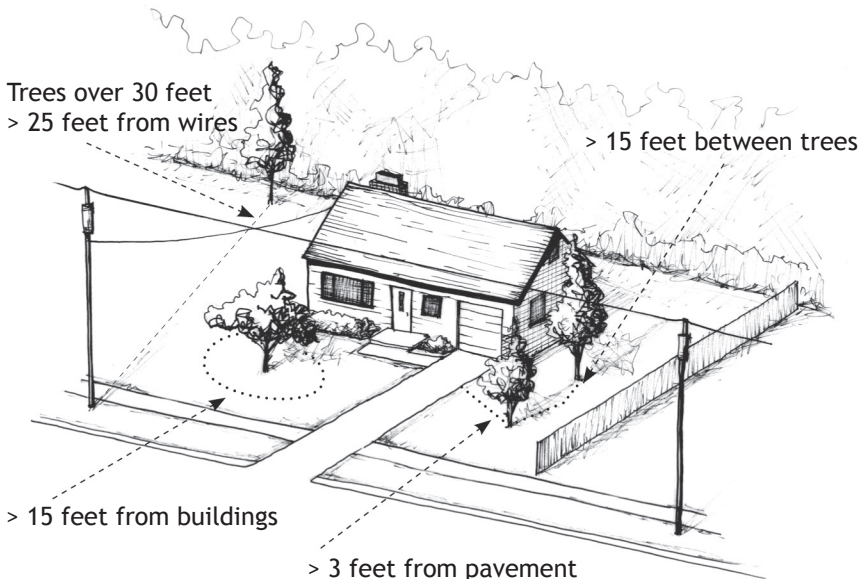 Trees over 30 feet
> 25 feet from wires
> 15 feet between trees
> 15 feet from buildings
> 3 feet from pavement